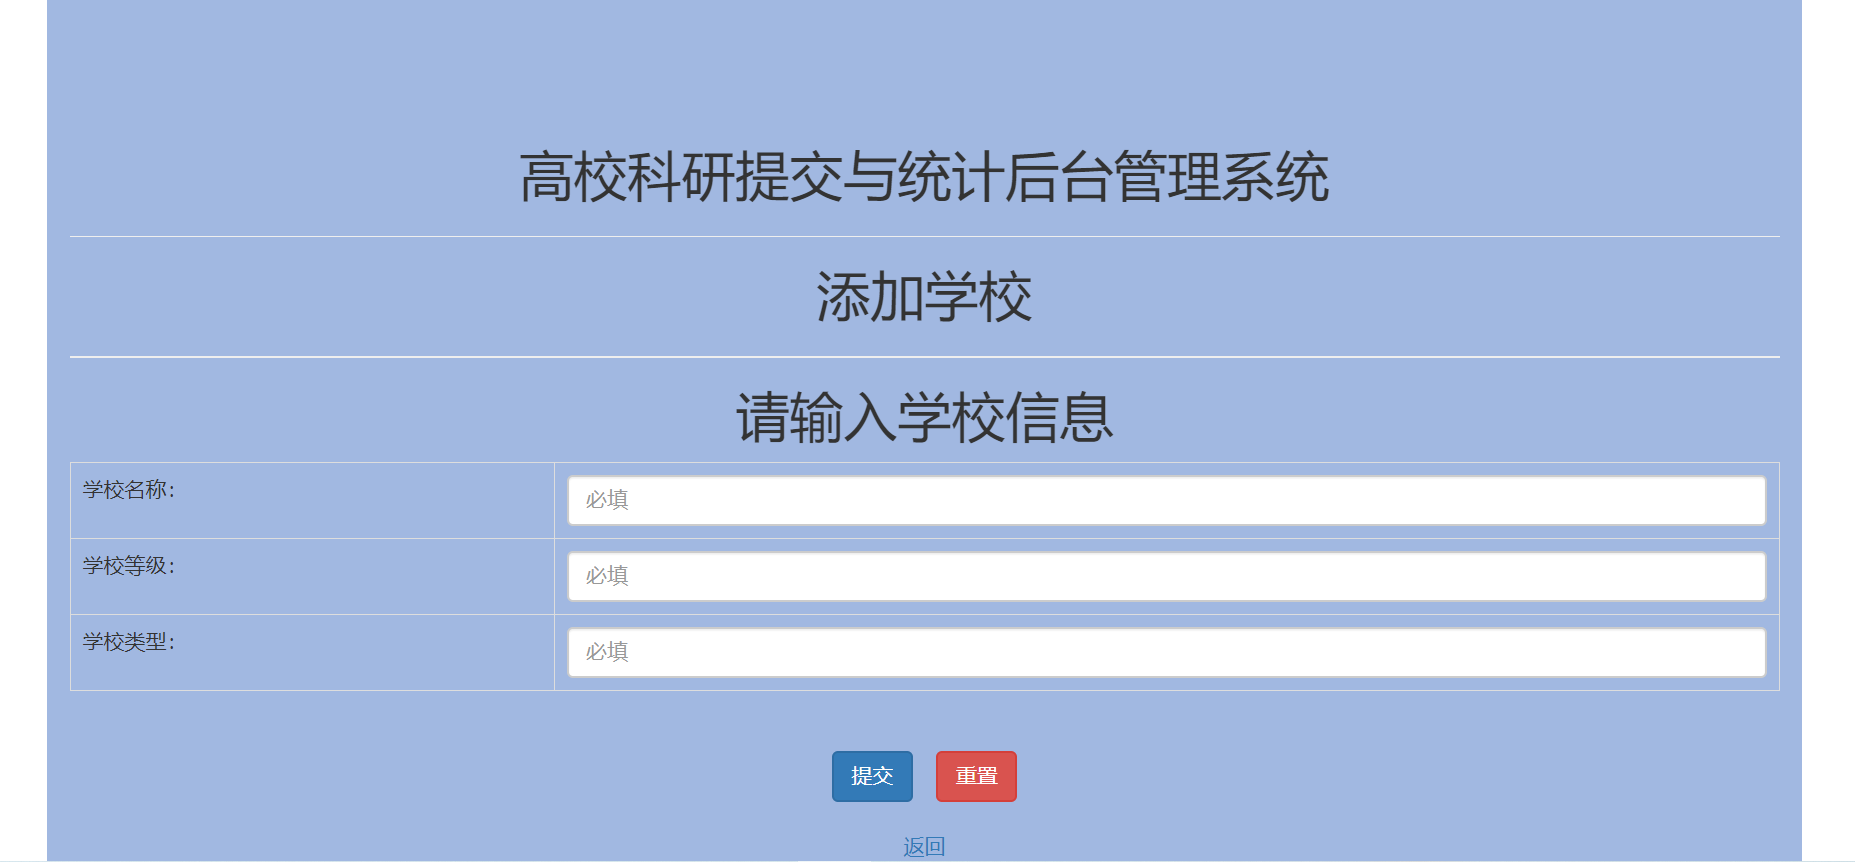 高校科研提交与统计后台管理系统
添加学校
请输入学校信息
学校名称：
必填
学校等级：
必填
学校类型：
必填
提交 重置
返回